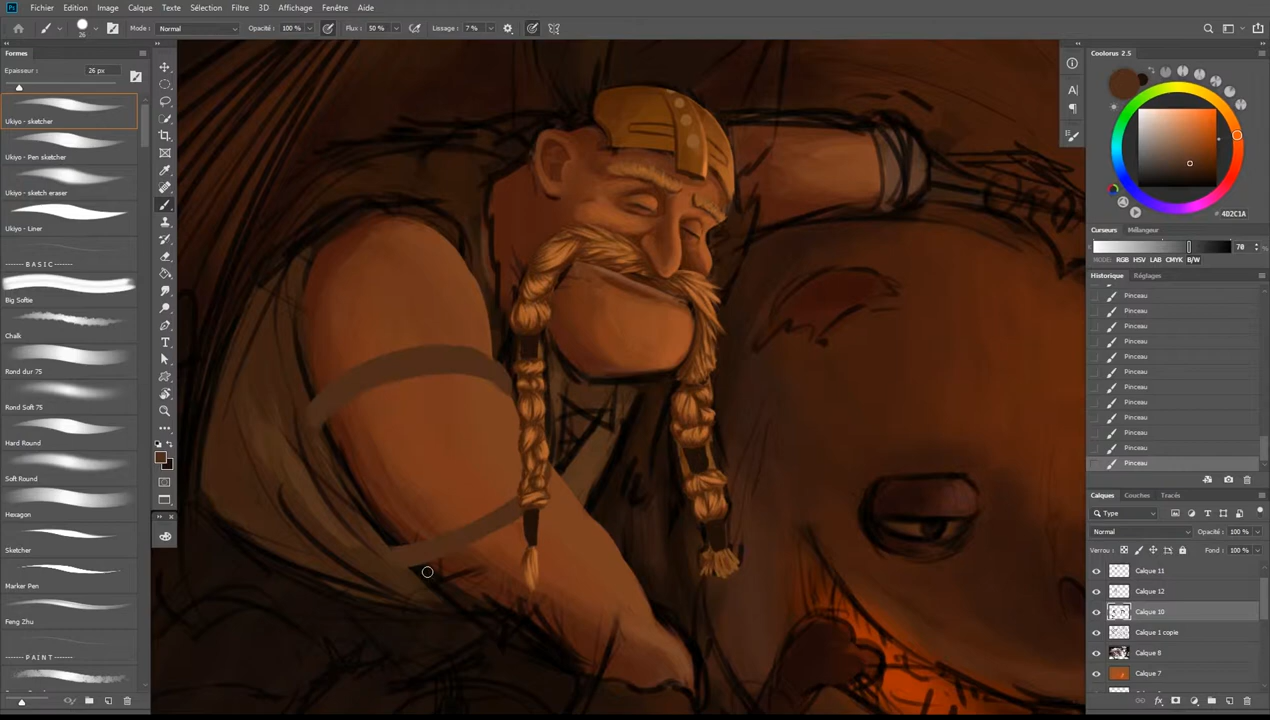 Fichier Edition Image Calque Texte Sélection Filtre 3D Affichage Fenêtre Aide
26 Mode : Normal Opacité : 100 % Flux : 50 % Lissage : 7 %
Formes
Epaisseur : 26 px
Ukiyo - sketcher
Ukiyo - Pen sketcher
Ukiyo - sketch eraser
Ukiyo - Liner
------- B A S I C -------
Big Softie
Chalk
Rond dur 75
Rond Soft 75
Hard Round
Soft Round
Hexagon
Sketcher
Marker Pen
Feng Zhu
------- P A I N T -------
Coolorus 2.5
# 4D2C1A
Curseurs Mélangeur
K 70 %
MODE: RGB HSV LAB CMYK B/W
Historique Réglages
Pinceau
Pinceau
Pinceau
Pinceau
Pinceau
Pinceau
Pinceau
Pinceau
Pinceau
Pinceau
Pinceau
Pinceau
Calques Couches Tracés
Type
Normal Opacité : 100 %
Verrou : Fond : 100 %
Calque 11
Calque 12
Calque 10
Calque 1 copie
Calque 8
Calque 7